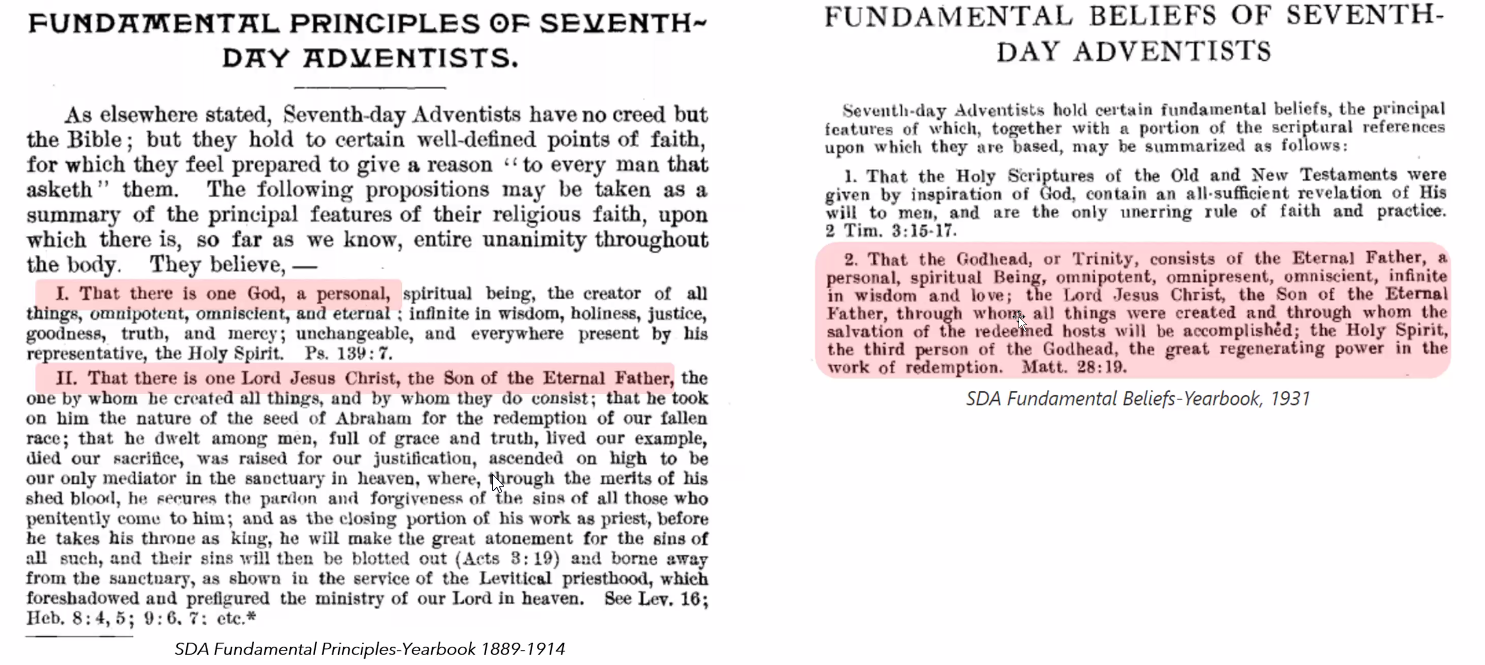 FUNDAMENTAL PRINCIPLES OF SEVENTH-
DAY ADVENTISTS.
As elsewhere stated, Seventh-day Adventists have no creed but
the Bible; but they hold to certain well-defined points of faith,
for which they feel prepared to give a reason “to every man that
asketh” them. The following propositions may be taken as a
summary of the principal features of their religious faith, upon
which there is, so far as we know, entire unanimity throughout
the body. They believe, —
I. That there is one God, a personal, spiritual being, the creator of all
things, omnipotent, omniscient, and eternal ; infinite in wisdom, holiness, justice,
goodness, truth, and mercy; unchangeable, and everywhere present by his
representative, the Holy Spirit. Ps. 139:7.
II. That there is one Lord Jesus Christ, the Son of the Eternal Father, the
one by whom he created all things, and by whom they do consist; that he took
on him the nature of the seed of Abraham for the redemption of our fallen
race; that he dwelt among men, full of grace and truth, lived our example,
died our sacrifice, was raised for our justification, ascended on high to be
our only mediator in the sanctuary in heaven, where, through the merits of his
shed blood, he secures the pardon and forgiveness of the sins of all those who
penitently come to him; and as the closing portion of his work as priest, before
he takes his throne as king, he will make the great atonement for the sins of
all such, and their sins will then be blotted out (Acts 3:19) and borne away
from the sanctuary, as shown in the service of the Levitical priesthood, which
foreshadowed and prefigured the ministry of our Lord in heaven. See Lev. 16;
Heb. 8:4, 5; 9:6, 7; etc.*
SDA Fundamental Principles-Yearbook 1889-1914
FUNDAMENTAL BELIEFS OF SEVENTH-
DAY ADVENTISTS
Seventh-day Adventists hold certain fundamental beliefs, the principal
features of which, together with a portion of the scriptural references
upon which they are based, may be summarized as follows:
1. That the Holy Scriptures of the Old and New Testaments were
given by inspiration of God, contain an all-sufficient revelation of His
will to men, and are the only unerring rule of faith and practice.
2 Tim. 3:15-17.
2. That the Godhead, or Trinity, consists of the Eternal Father, a
personal, spiritual Being, omnipotent, omnipresent, omniscient, infinite
in wisdom and love; the Lord Jesus Christ, the Son of the Eternal
Father, through whom all things were created and through whom the
salvation of the redeemed hosts will be accomplished; the Holy Spirit,
the third person of the Godhead, the great regenerating power in the
work of redemption. Matt. 28:19.
SDA Fundamental Beliefs-Yearbook, 1931